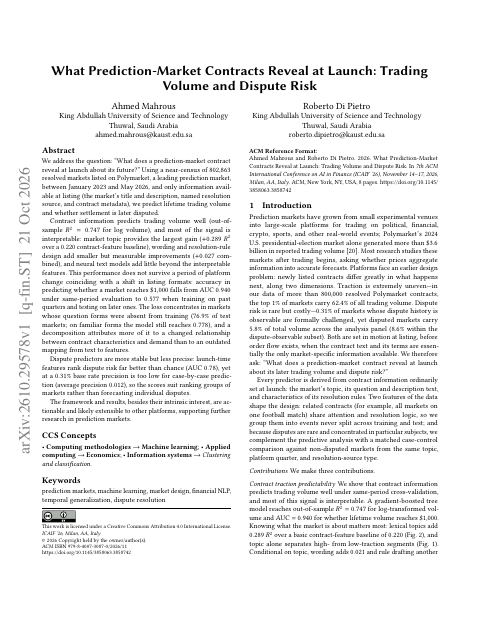 What Prediction-Market Contracts Reveal at Launch: Trading
Volume and Dispute Risk
Ahmed Mahrous
King Abdullah University of Science and Technology
Thuwal, Saudi Arabia
ahmed.mahrous@kaust.edu.sa
Roberto Di Pietro
King Abdullah University of Science and Technology
Thuwal, Saudi Arabia
roberto.dipietro@kaust.edu.sa
arXiv:2610.29578v1 [q-fin.ST] 21 Oct 2026
Abstract
We address the question: "What does a prediction-market contract
reveal at launch about its future?" Using a near-census of 802,863
resolved markets listed on Polymarket, a leading prediction market,
between January 2023 and May 2026, and only information avail-
able at listing (the market's title and description, named resolution
source, and contract metadata), we predict lifetime trading volume
and whether settlement is later disputed.
Contract information predicts trading volume well (out-of-
sample R² = 0.747 for log volume), and most of the signal is
interpretable: market topic provides the largest gain (+0.289 R²
over a 0.220 contract-feature baseline), wording and resolution-rule
design add smaller but measurable improvements (+0.027 com-
bined), and neural text models add little beyond the interpretable
features. This performance does not survive a period of platform
change coinciding with a shift in listing formats: accuracy in
predicting whether a market reaches $1,000 falls from AUC 0.940
under same-period evaluation to 0.577 when training on past
quarters and testing on later ones. The loss concentrates in markets
whose question forms were absent from training (76.9% of test
markets; on familiar forms the model still reaches 0.778), and a
decomposition attributes more of it to a changed relationship
between contract characteristics and demand than to an outdated
mapping from text to features.
Dispute predictors are more stable but less precise: launch-time
features rank dispute risk far better than chance (AUC 0.78), yet
at a 0.31% base rate precision is too low for case-by-case predic-
tion (average precision 0.012), so the scores suit ranking groups of
markets rather than forecasting individual disputes.
The framework and results, besides their intrinsic interest, are ac-
tionable and likely extensible to other platforms, supporting further
research in prediction markets.
CCS Concepts
• Computing methodologies → Machine learning; • Applied
computing → Economics; • Information systems → Clustering
and classification.
Keywords
prediction markets, machine learning, market design, financial NLP,
temporal generalization, dispute resolution
This work is licensed under a Creative Commons Attribution 4.0 International License.
ICAIF '26, Milan, AA, Italy
© 2026 Copyright held by the owner/author(s).
ACM Reference Format:
Ahmed Mahrous and Roberto Di Pietro. 2026. What Prediction-Market
Contracts Reveal at Launch: Trading Volume and Dispute Risk. In 7th ACM
International Conference on AI in Finance (ICAIF '26), November 14–17, 2026,
Milan, AA, Italy. ACM, New York, NY, USA, 8 pages. https://doi.org/10.1145/
3858063.3858742
1 Introduction
Prediction markets have grown from small experimental venues
into large-scale platforms for trading on political, financial,
crypto, sports, and other real-world events; Polymarket's 2024
U.S. presidential-election market alone generated more than $3.6
billion in reported trading volume [20]. Most research studies these
markets after trading begins, asking whether prices aggregate
information into accurate forecasts. Platforms face an earlier design
problem: newly listed contracts differ greatly in what happens
next, along two dimensions. Traction is extremely uneven—in
our data of more than 800,000 resolved Polymarket contracts,
the top 1% of markets carry 62.4% of all trading volume. Dispute
risk is rare but costly—0.31% of markets whose dispute history is
observable are formally challenged, yet disputed markets carry
5.8% of total volume across the analysis panel (8.6% within the
dispute-observable subset). Both are set in motion at listing, before
order flow exists, when the contract text and its terms are essen-
tially the only market-specific information available. We therefore
ask: "What does a prediction-market contract reveal at launch
about its later trading volume and dispute risk?"
Every predictor is derived from contract information ordinarily
set at launch: the market's topic, its question and description text,
and characteristics of its resolution rules. Two features of the data
shape the design: related contracts (for example, all markets on
one football match) share attention and resolution logic, so we
group them into events never split across training and test; and
because disputes are rare and concentrated in particular subjects, we
complement the predictive analysis with a matched case-control
comparison against non-disputed markets from the same topic,
platform quarter, and resolution-source type.
Contributions We make three contributions.
Contract traction predictability We show that contract information
predicts trading volume well under same-period cross-validation,
and most of this signal is interpretable. A gradient-boosted tree
model reaches out-of-sample R² = 0.747 for log-transformed vol-
ume and AUC = 0.940 for whether lifetime volume reaches $1,000.
Knowing what the market is about matters most: lexical topics add
0.289 R² over a basic contract-feature baseline of 0.220 (Fig. 2), and
topic alone separates high- from low-traction segments (Fig. 1).
Conditional on topic, wording adds 0.021 and rule drafting another